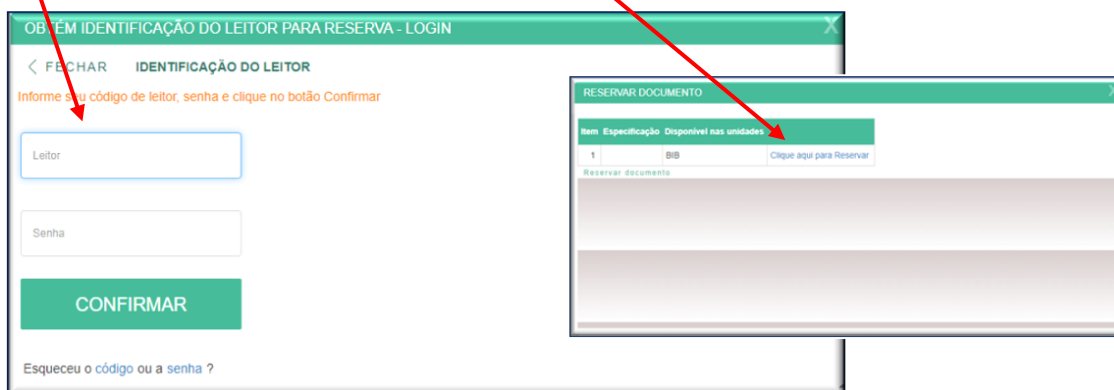 OBTÉM IDENTIFICAÇÃO DO LEITOR PARA RESERVA - LOGIN
X
< FECHAR IDENTIFICAÇÃO DO LEITOR
Informe seu código de leitor, senha e clique no botão Confirmar
Leitor
Senha
CONFIRMAR
Esqueceu o código ou a senha ?
RESERVAR DOCUMENTO
X
Item Especificação Disponível nas unidades
1 BIB Clique aqui para Reservar
Reservar documento